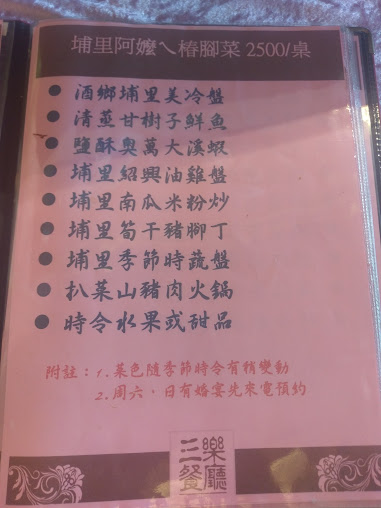 埔里阿嬤ㄟ樁腳菜 2500/桌
● 酒鄉埔里美冷盤
● 清蒸甘樹子鮮魚
● 鹽酥奧萬大溪蝦
● 埔里紹興油雞盤
● 埔里南瓜米粉炒
● 埔里筍干豬腳丁
● 埔里季節時蔬盤
● 扒菜山豬肉火鍋
● 時令水果或甜品
附註：1.菜色隨季節時令有稍變動
2.周六、日有婚宴先來電預約
三樂
餐廳